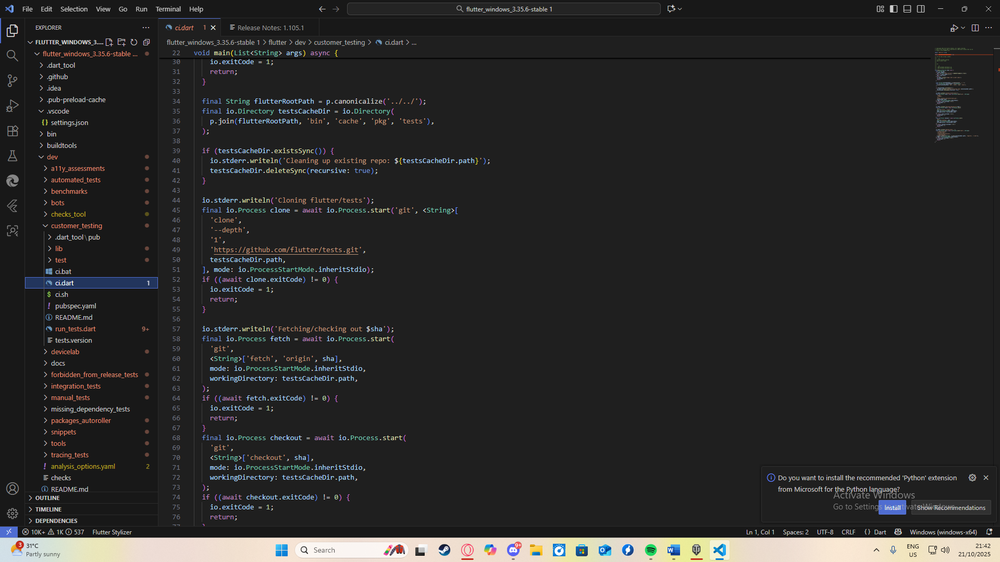 File Edit Selection View Go Run Terminal Help
flutter_windows_3.35.6-stable 1
EXPLORER
ci.dart 1
Release Notes: 1.105.1
FLUTTER_WINDOWS_3....
flutter_windows_3.35.6-stable 1 > flutter > dev > customer_testing > ci.dart > ...
flutter_windows_3.35.6-stable ...
.dart_tool
.github
.idea
.pub-preload-cache
.vscode
settings.json
bin
buildtools
dev
a11y_assessments
automated_tests
benchmarks
bots
checks_tool
customer_testing
.dart_tool\pub
lib
test
ci.bat
ci.dart 1
ci.sh
pubspec.yaml
README.md
run_tests.dart 9+
tests.version
devicelab
docs
forbidden_from_release_tests
integration_tests
manual_tests
missing_dependency_tests
packages_autoroller
snippets
tools
tracing_tests
analysis_options.yaml 2
checks
README.md
OUTLINE
TIMELINE
DEPENDENCIES
22 void main(List<String> args) async {
30 io.exitCode = 1;
31 return;
32 }
33
34 final String flutterRootPath = p.canonicalize('../../');
35 final io.Directory testsCacheDir = io.Directory(
36 p.join(flutterRootPath, 'bin', 'cache', 'pkg', 'tests'),
37 );
38
39 if (testsCacheDir.existsSync()) {
40 io.stderr.writeln('Cleaning up existing repo: ${testsCacheDir.path}');
41 testsCacheDir.deleteSync(recursive: true);
42 }
43
44 io.stderr.writeln('Cloning flutter/tests');
45 final io.Process clone = await io.Process.start('git', <String>[
46 'clone',
47 '--depth',
48 '1',
49 'https://github.com/flutter/tests.git',
50 testsCacheDir.path,
51 ], mode: io.ProcessStartMode.inheritStdio);
52 if ((await clone.exitCode) != 0) {
53 io.exitCode = 1;
54 return;
55 }
56
57 io.stderr.writeln('Fetching/checking out $sha');
58 final io.Process fetch = await io.Process.start(
59 'git',
60 <String>['fetch', 'origin', sha],
61 mode: io.ProcessStartMode.inheritStdio,
62 workingDirectory: testsCacheDir.path,
63 );
64 if ((await fetch.exitCode) != 0) {
65 io.exitCode = 1;
66 return;
67 }
68 final io.Process checkout = await io.Process.start(
69 'git',
70 <String>['checkout', sha],
71 mode: io.ProcessStartMode.inheritStdio,
72 workingDirectory: testsCacheDir.path,
73 );
74 if ((await checkout.exitCode) != 0) {
75 io.exitCode = 1;
76 return;
77 }
Do you want to install the recommended 'Python' extension
from Microsoft for the Python language?
Activate Windows
Go to Settings to activate Windows.
Install
Show Recommendations
10K+ 1K 537 Flutter Stylizer
Ln 1, Col 1 Spaces: 2 UTF-8 CRLF {} Dart Windows (windows-x64)
3
31°C
Partly sunny
Search
9+
ENG
US
21:42
21/10/2025